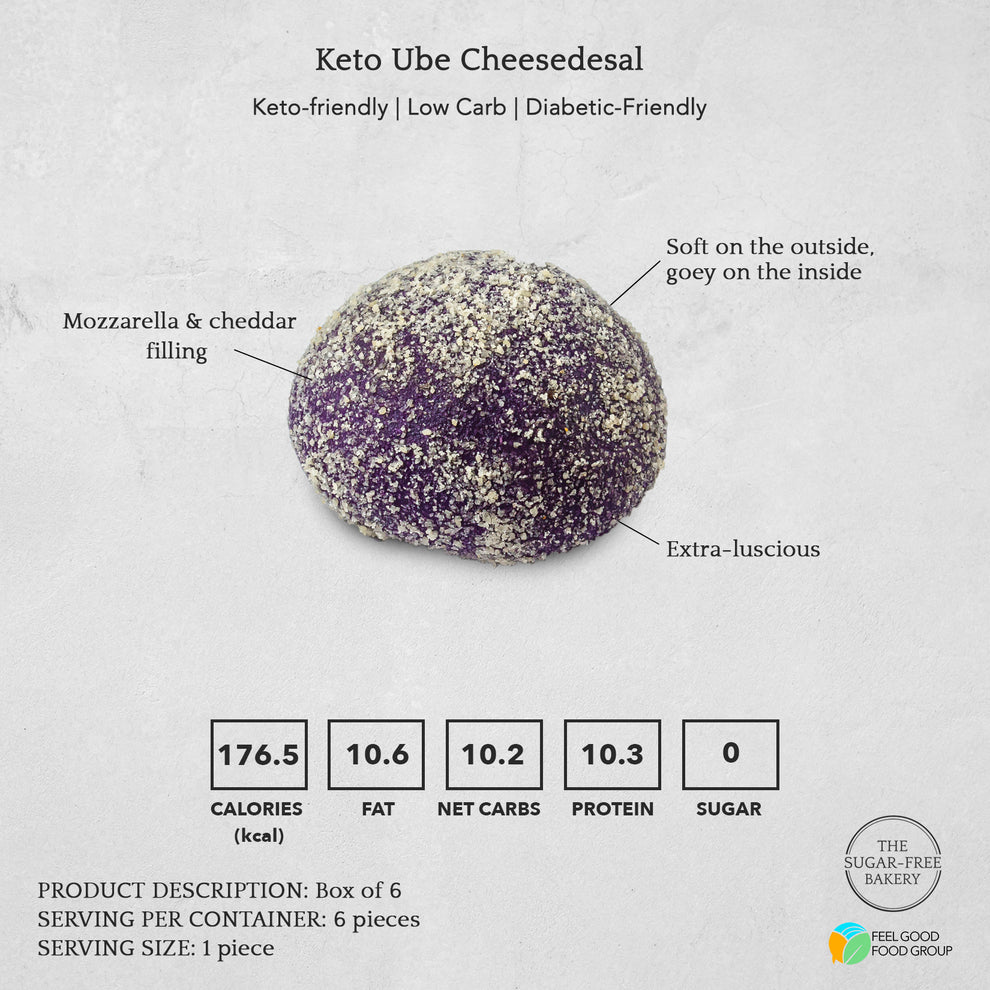 Keto Ube Cheesedesal
Keto-friendly | Low Carb | Diabetic-Friendly
Soft on the outside,
goey on the inside
Mozzarella & cheddar
filling
Extra-luscious
176.5 10.6 10.2 10.3 0
CALORIES FAT NET CARBS PROTEIN SUGAR
(kcal)
THE
SUGAR-FREE
BAKERY
PRODUCT DESCRIPTION: Box of 6
SERVING PER CONTAINER: 6 pieces
SERVING SIZE: 1 piece
FEEL GOOD
FOOD GROUP